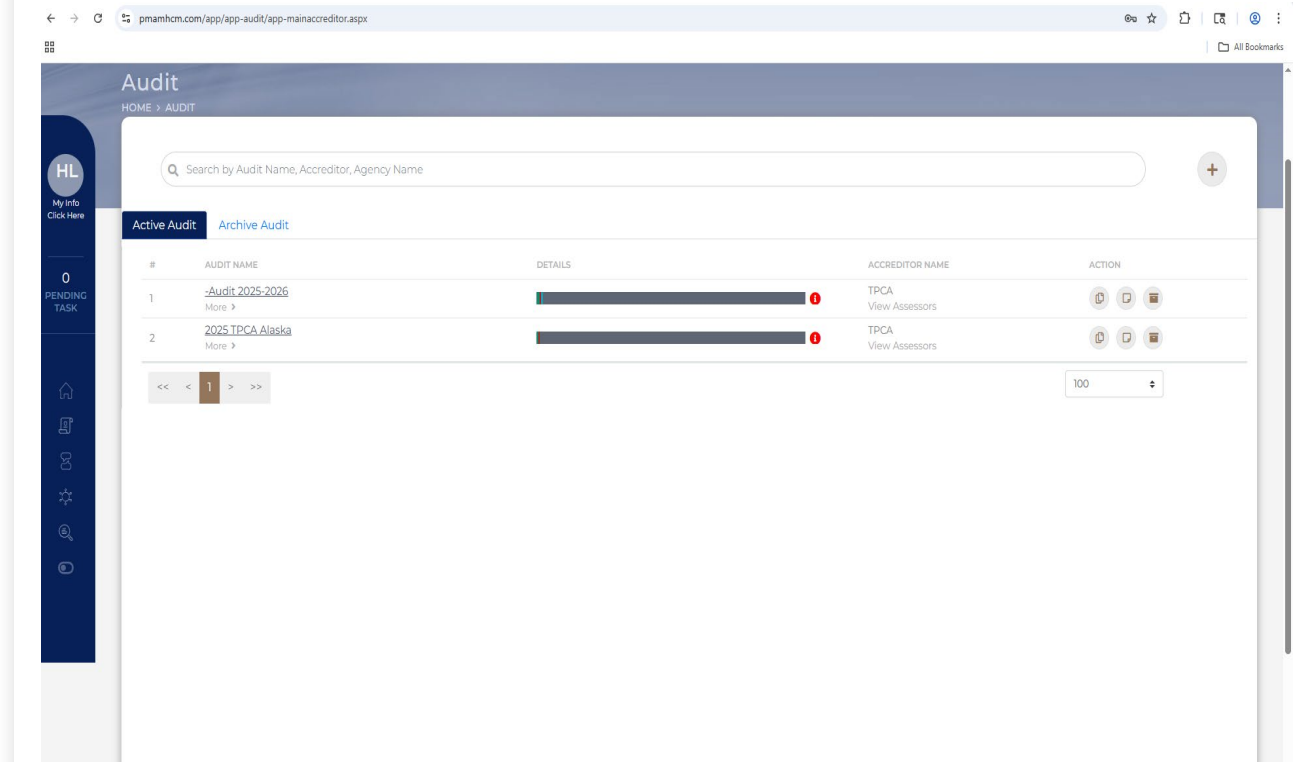 pmamhcm.com/app/app-audit/app-mainaccreditor.aspx
All Bookmarks
Audit
HOME > AUDIT
HL
My Info
Click Here
0
PENDING
TASK
Search by Audit Name, Accreditor, Agency Name
+
Active Audit Archive Audit
# AUDIT NAME DETAILS ACCREDITOR NAME ACTION
1 -Audit 2025-2026 TPCA
More > View Assessors
2 2025 TPCA Alaska TPCA
More > View Assessors
<< < 1 > >> 100